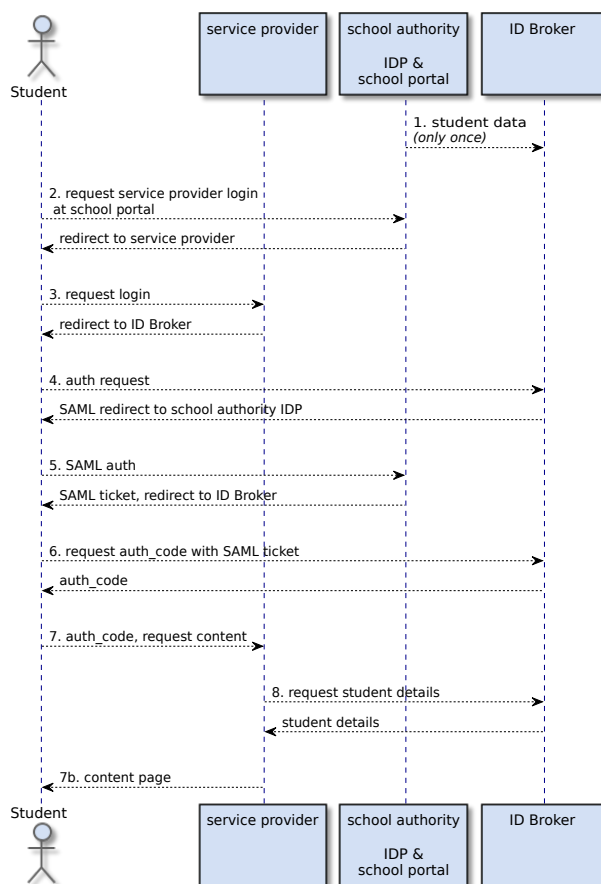 service provider
school authority
IDP &
school portal
ID Broker
Student
1. student data
(only once)
2. request service provider login
at school portal
redirect to service provider
3. request login
redirect to ID Broker
4. auth request
SAML redirect to school authority IDP
5. SAML auth
SAML ticket, redirect to ID Broker
6. request auth_code with SAML ticket
auth_code
7. auth_code, request content
8. request student details
student details
7b. content page
Student
service provider
school authority
IDP &
school portal
ID Broker